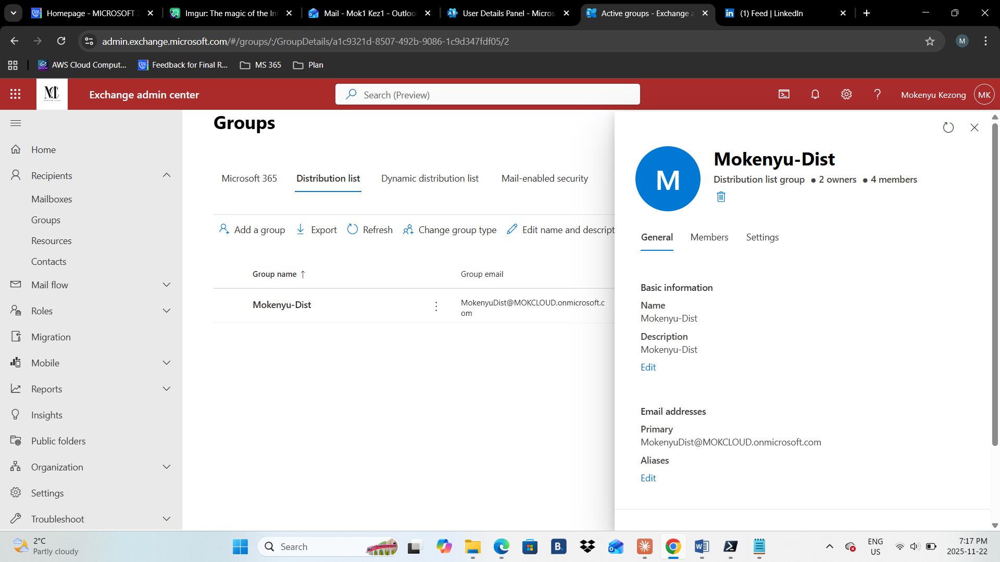 Homepage - MICROSOFT 3
Imgur: The magic of the Int
Mail - Mok1 Kez1 - Outloo
User Details Panel - Micros
Active groups - Exchange a
(1) Feed | LinkedIn
admin.exchange.microsoft.com/#/groups/:/GroupDetails/a1c9321d-8507-492b-9086-1c9d347fdf05/2
M
AWS Cloud Comput...
Feedback for Final R...
MS 365
Plan
Exchange admin center
Search (Preview)
Mokenyu Kezong
MK
Home
Recipients
Mailboxes
Groups
Resources
Contacts
Mail flow
Roles
Migration
Mobile
Reports
Insights
Public folders
Organization
Settings
Troubleshoot
Groups
Microsoft 365
Distribution list
Dynamic distribution list
Mail-enabled security
Add a group
Export
Refresh
Change group type
Edit name and descript
Group name ↑
Group email
Mokenyu-Dist
MokenyuDist@MOKCLOUD.onmicrosoft.c
om
M
Mokenyu-Dist
Distribution list group ● 2 owners ● 4 members
General
Members
Settings
Basic information
Name
Mokenyu-Dist
Description
Mokenyu-Dist
Edit
Email addresses
Primary
MokenyuDist@MOKCLOUD.onmicrosoft.com
Aliases
Edit
2°C
Partly cloudy
Search
B.
ENG
US
7:17 PM
2025-11-22